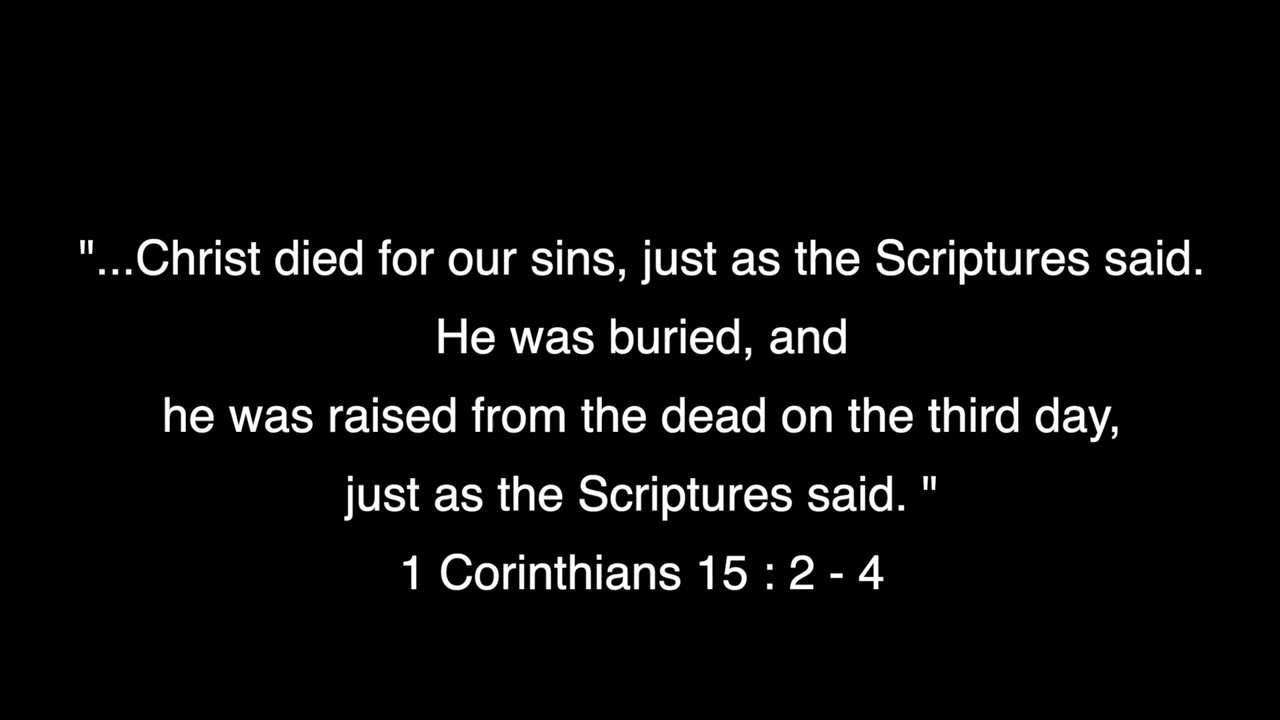 "...Christ died for our sins, just as the Scriptures said.
He was buried, and
he was raised from the dead on the third day,
just as the Scriptures said. "
1 Corinthians 15 : 2 - 4